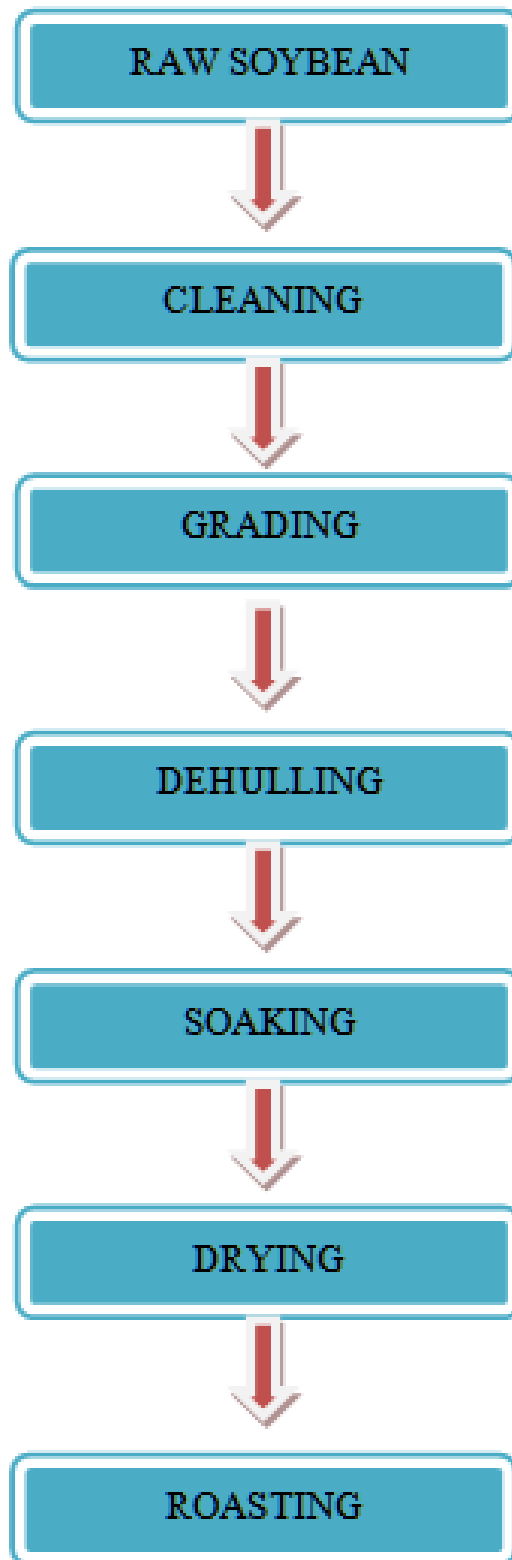 RAW SOYBEAN
CLEANING
GRADING
DEHULLING
SOAKING
DRYING
ROASTING